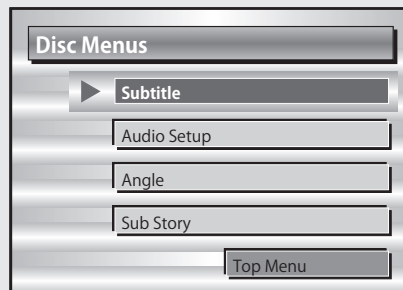 Disc Menus
Subtitle
Audio Setup
Angle
Sub Story
Top Menu